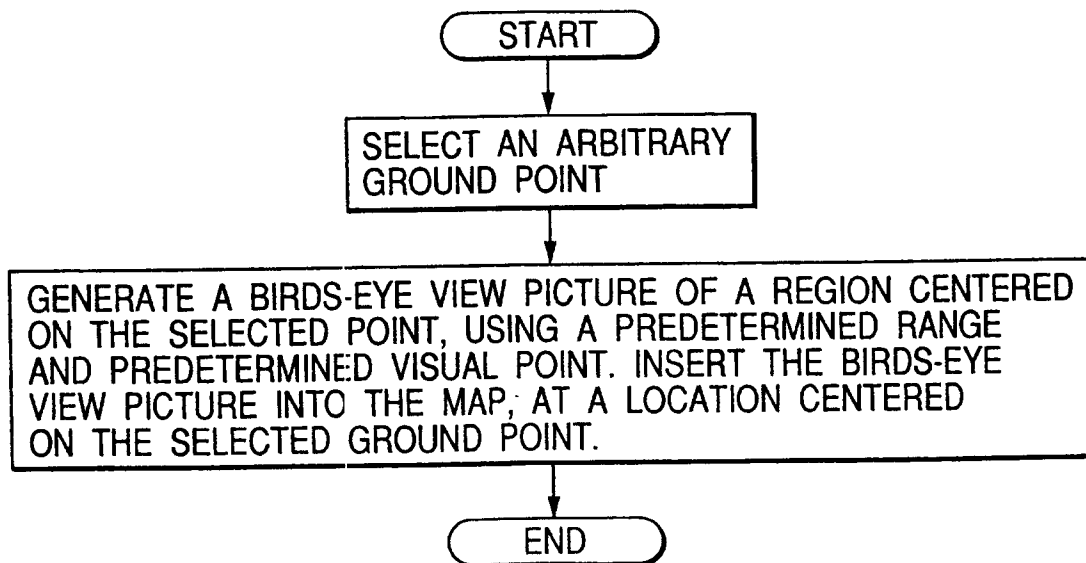 START
SELECT AN ARBITRARY
GROUND POINT
GENERATE A BIRDS-EYE VIEW PICTURE OF A REGION CENTERED
ON THE SELECTED POINT, USING A PREDETERMINED RANGE
AND PREDETERMINED VISUAL POINT. INSERT THE BIRDS-EYE
VIEW PICTURE INTO THE MAP, AT A LOCATION CENTERED
ON THE SELECTED GROUND POINT.
END